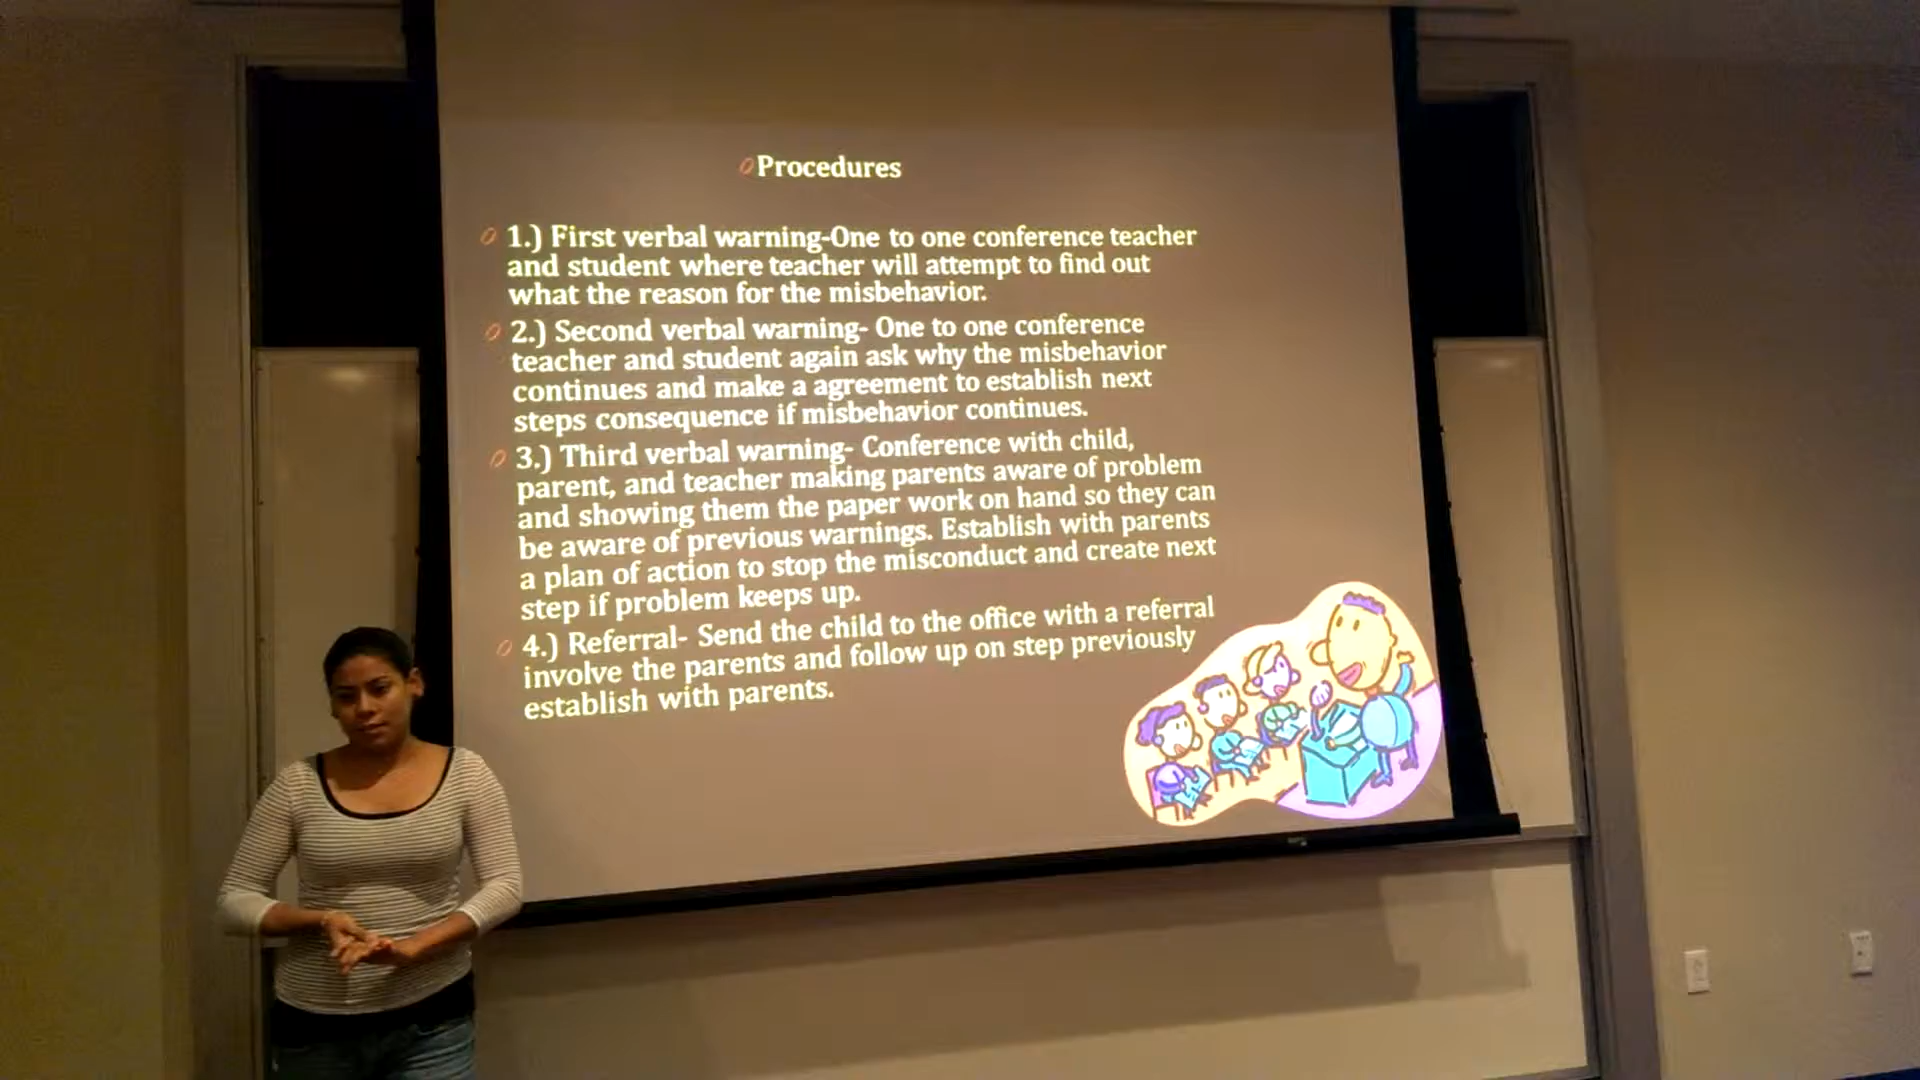 Procedures
1.) First verbal warning-One to one conference teacher
and student where teacher will attempt to find out
what the reason for the misbehavior.
2.) Second verbal warning- One to one conference
teacher and student again ask why the misbehavior
continues and make a agreement to establish next
steps consequence if misbehavior continues.
3.) Third verbal warning- Conference with child,
parent, and teacher making parents aware of problem
and showing them the paper work on hand so they can
be aware of previous warnings. Establish with parents
a plan of action to stop the misconduct and create next
step if problem keeps up.
4.) Referral- Send the child to the office with a referral
involve the parents and follow up on step previously
establish with parents.